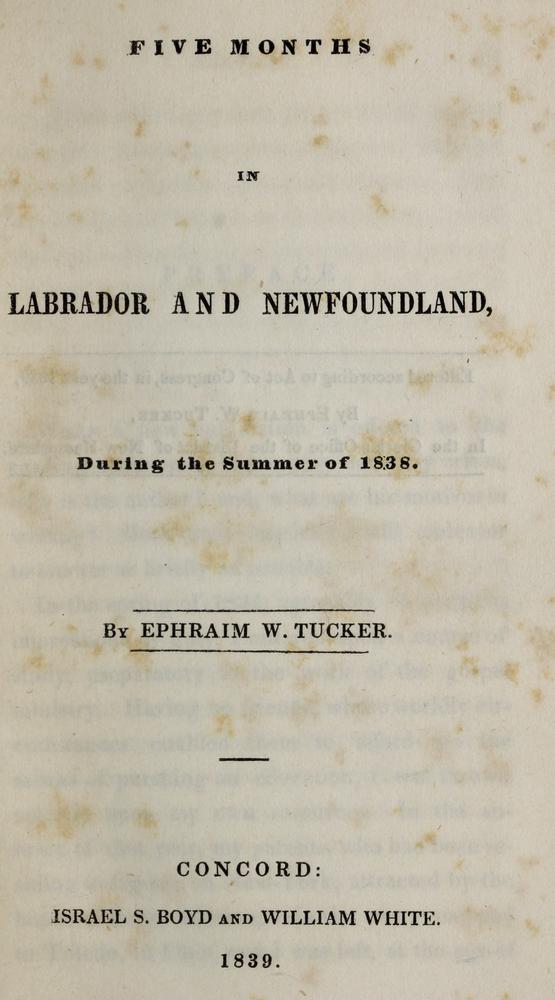 FIVE MONTHS
IN
LABRADOR AND NEWFOUNDLAND,
During the Summer of 1838.
By EPHRAIM W. TUCKER.
CONCORD:
ISRAEL S. BOYD AND WILLIAM WHITE.
1839.